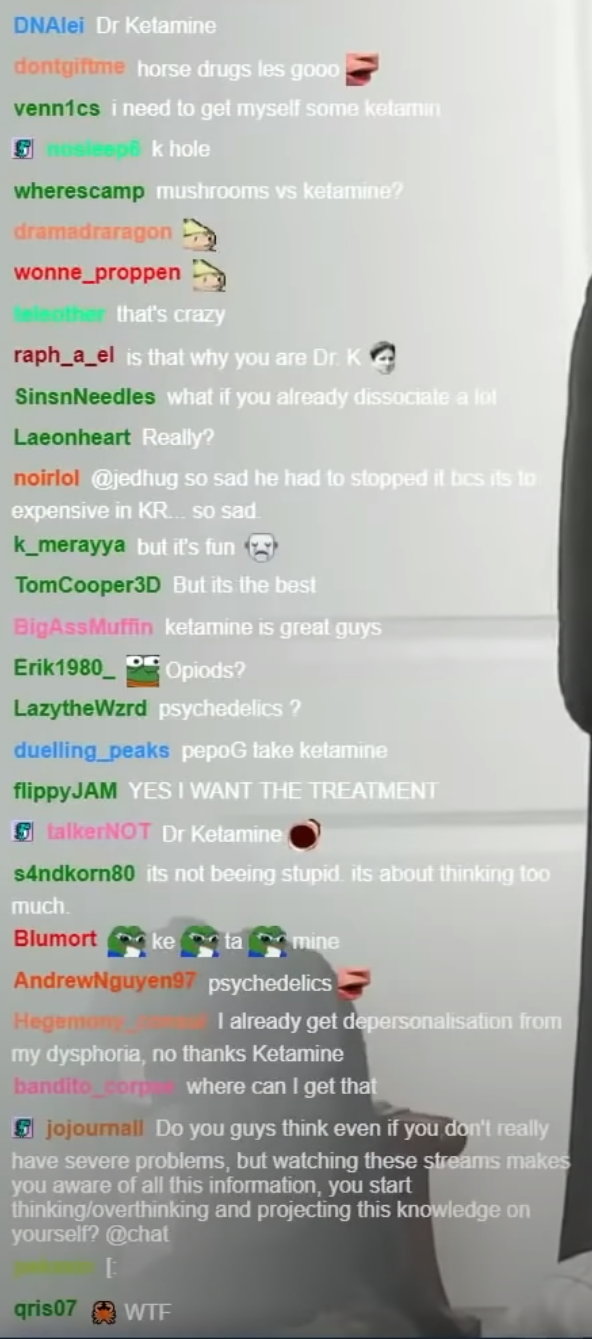 DNAlei Dr Ketamine
dontgiftme horse drugs les gooo
venn1cs i need to get myself some ketamin
nosleep6 k hole
wherescamp mushrooms vs ketamine?
dramadraragon
wonne_proppen
teleother that's crazy
raph_a_el is that why you are Dr. K
SinsnNeedles what if you already dissociate a lot
Laeonheart Really?
noirlol @jedhug so sad he had to stopped it bcs its to
expensive in KR... so sad
k_merayya but it's fun
TomCooper3D But its the best
BigAssMuffin ketamine is great guys
Erik1980_ Opiods?
LazytheWzrd psychedelics ?
duelling_peaks pepoG take ketamine
flippyJAM YES I WANT THE TREATMENT
talkerNOT Dr Ketamine
s4ndkorn80 its not beeing stupid. its about thinking too
much.
Blumort ke ta mine
AndrewNguyen97 psychedelics
I already get depersonalisation from
my dysphoria, no thanks Ketamine
where can I get that
jojournall Do you guys think even if you don't really
have severe problems, but watching these streams makes
you aware of all this information, you start
thinking/overthinking and projecting this knowledge on
yourself? @chat
[:
qris07 WTF